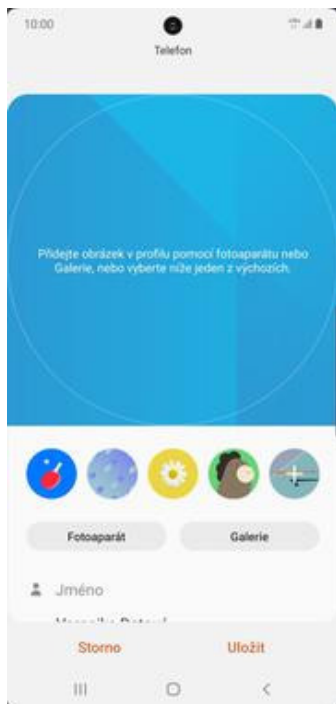 10:00
Telefon
Přidejte obrázek v profilu pomocí fotoaparátu nebo
Galerie, nebo vyberte níže jeden z výchozích.
Fotoaparát
Galerie
Jméno
Storno
Uložit